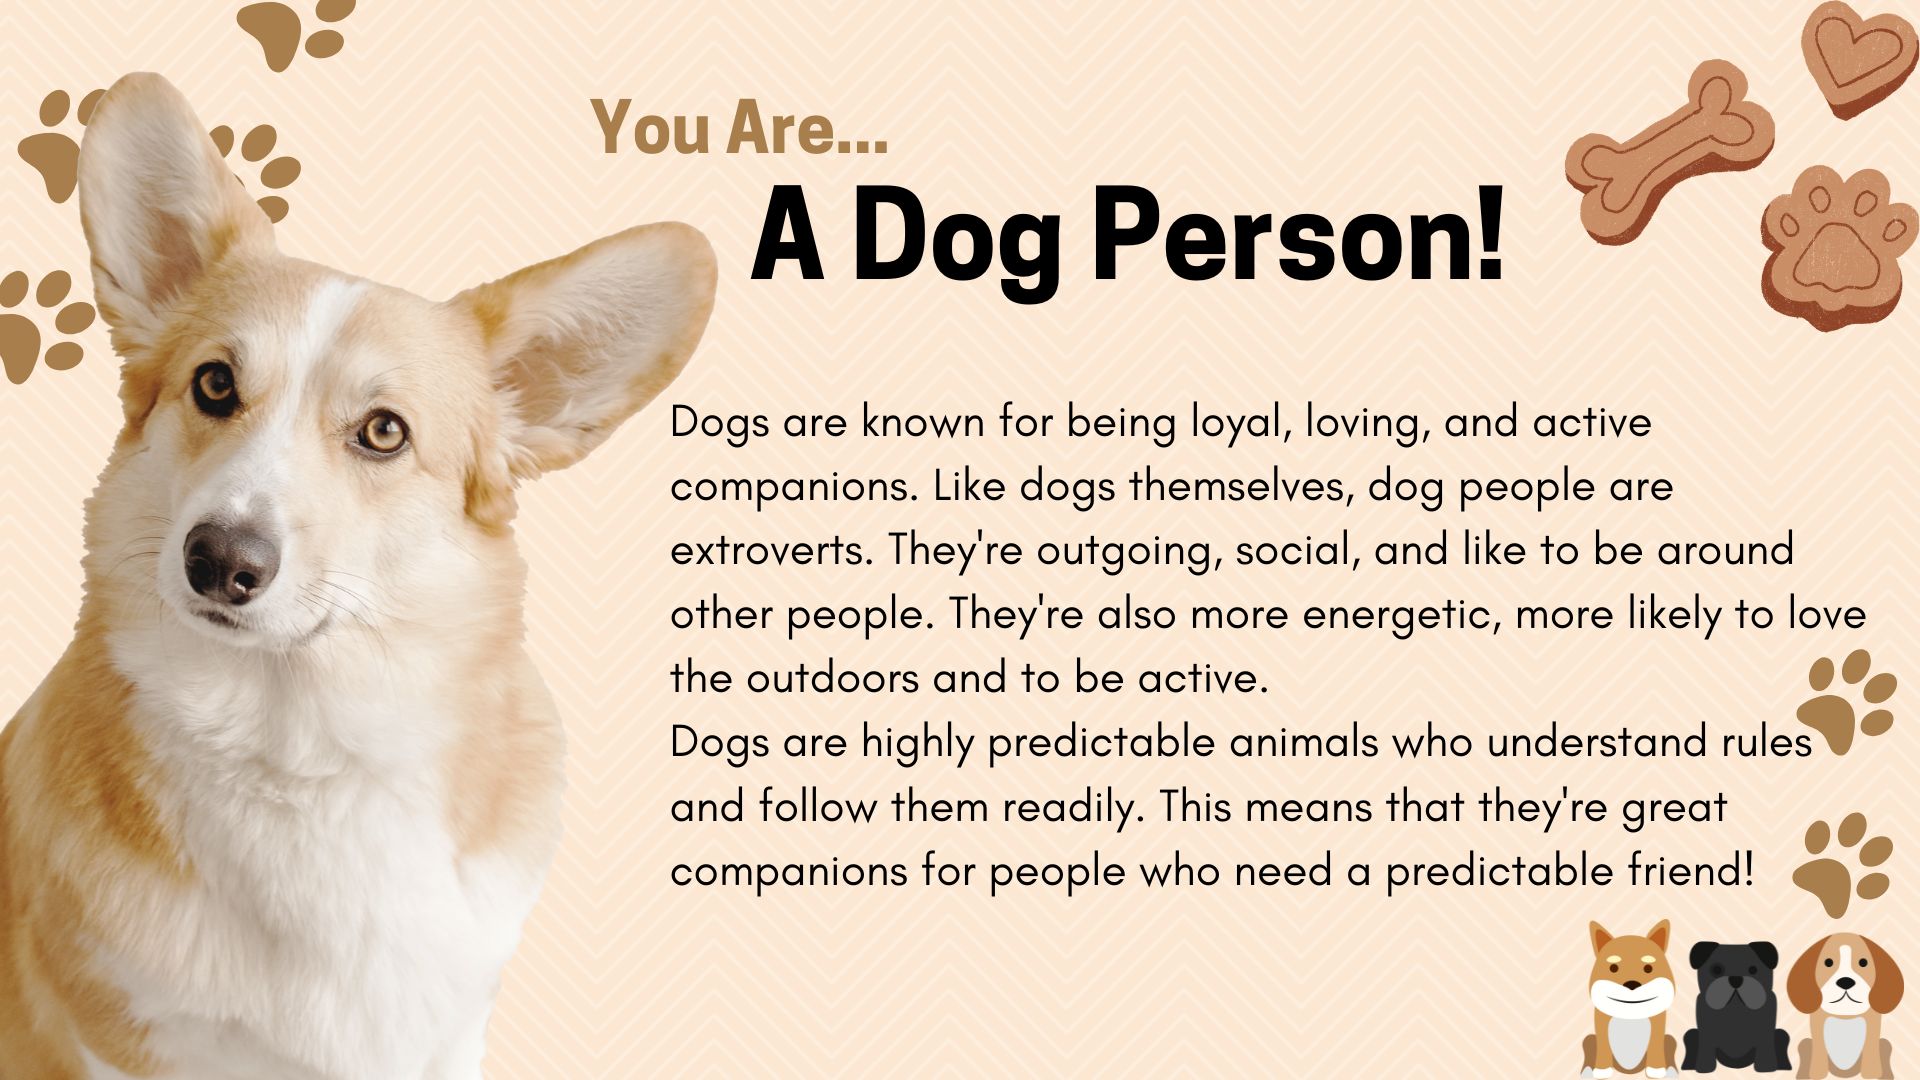 You Are...
A Dog Person!
Dogs are known for being loyal, loving, and active
companions. Like dogs themselves, dog people are
extroverts. They're outgoing, social, and like to be around
other people. They're also more energetic, more likely to love
the outdoors and to be active.
Dogs are highly predictable animals who understand rules
and follow them readily. This means that they're great
companions for people who need a predictable friend!